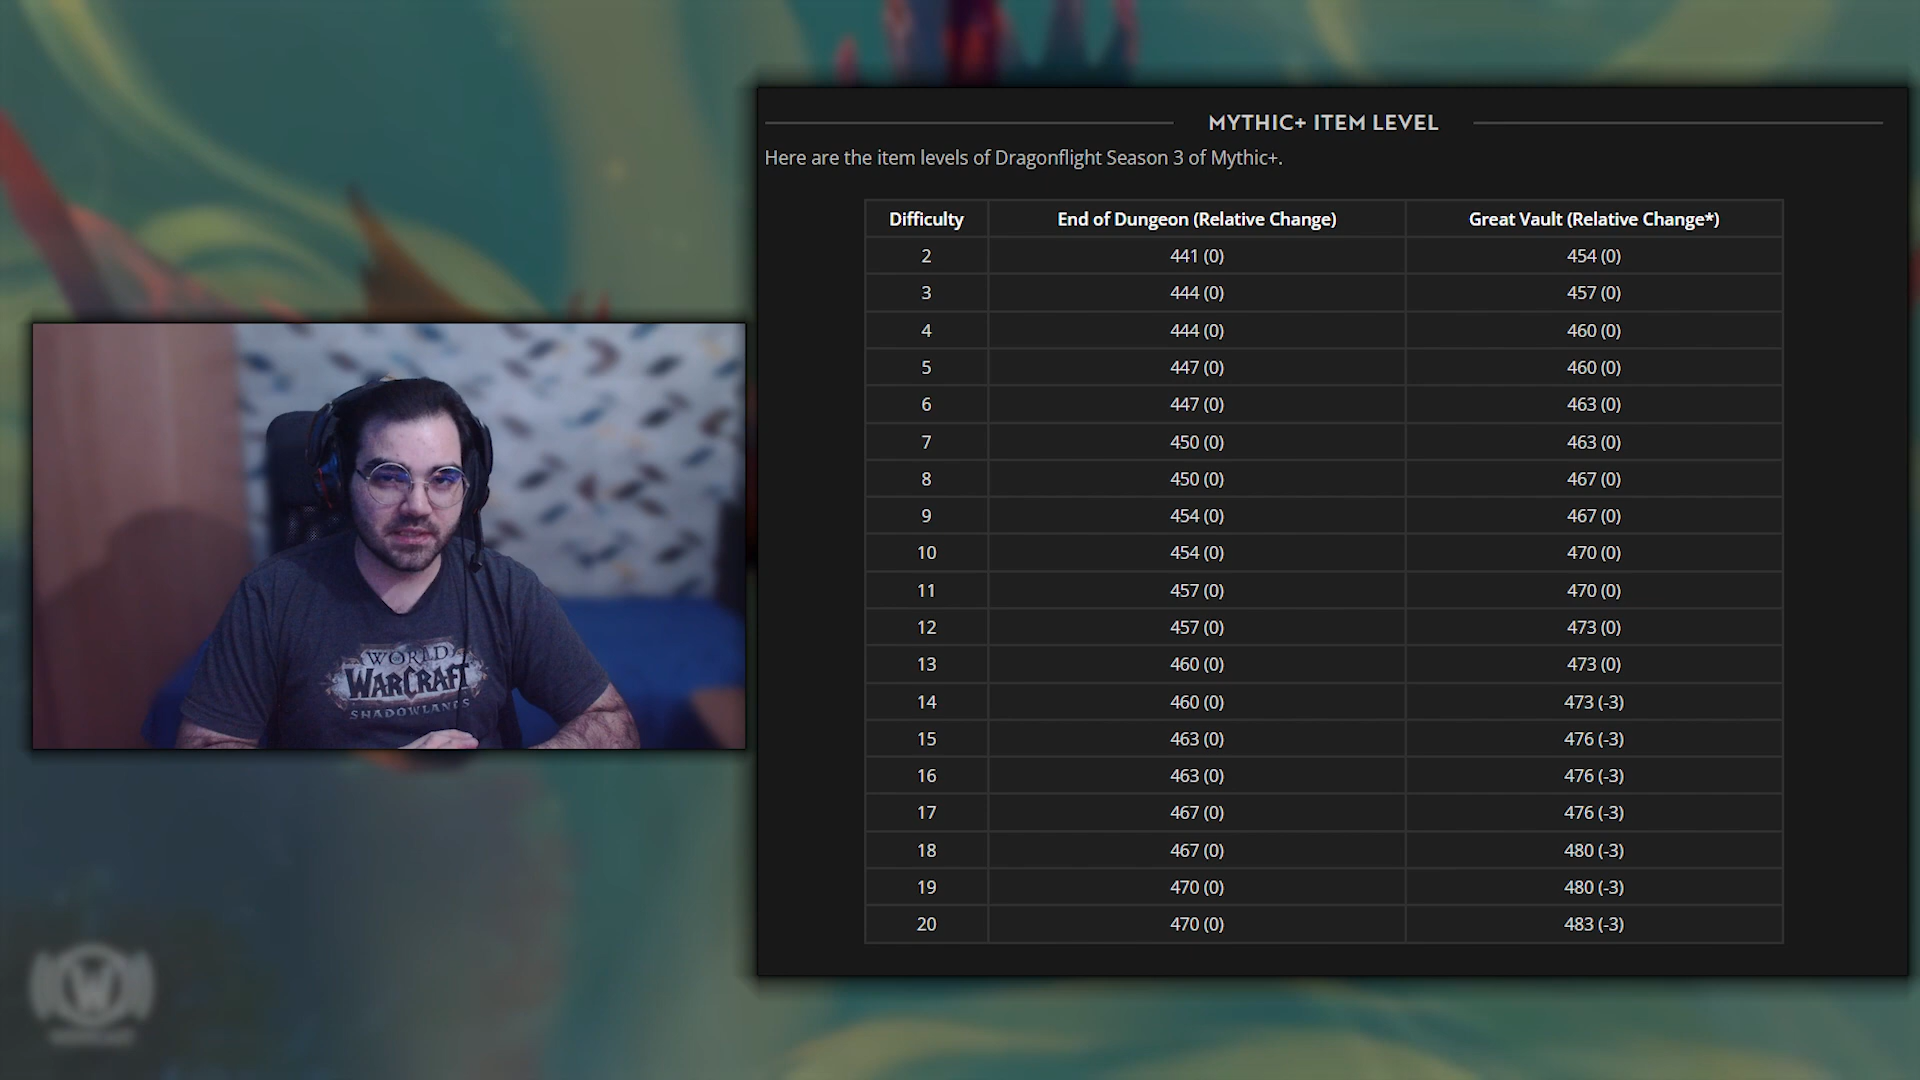 MYTHIC+ ITEM LEVEL
Here are the item levels of Dragonflight Season 3 of Mythic+.
Difficulty End of Dungeon (Relative Change) Great Vault (Relative Change*)
2 441 (0) 454 (0)
3 444 (0) 457 (0)
4 444 (0) 460 (0)
5 447 (0) 460 (0)
6 447 (0) 463 (0)
7 450 (0) 463 (0)
8 450 (0) 467 (0)
9 454 (0) 467 (0)
10 454 (0) 470 (0)
11 457 (0) 470 (0)
12 457 (0) 473 (0)
13 460 (0) 473 (0)
14 460 (0) 473 (-3)
15 463 (0) 476 (-3)
16 463 (0) 476 (-3)
17 467 (0) 476 (-3)
18 467 (0) 480 (-3)
19 470 (0) 480 (-3)
20 470 (0) 483 (-3)
WORLD
WARCRAFT
SHADOWLANDS
W